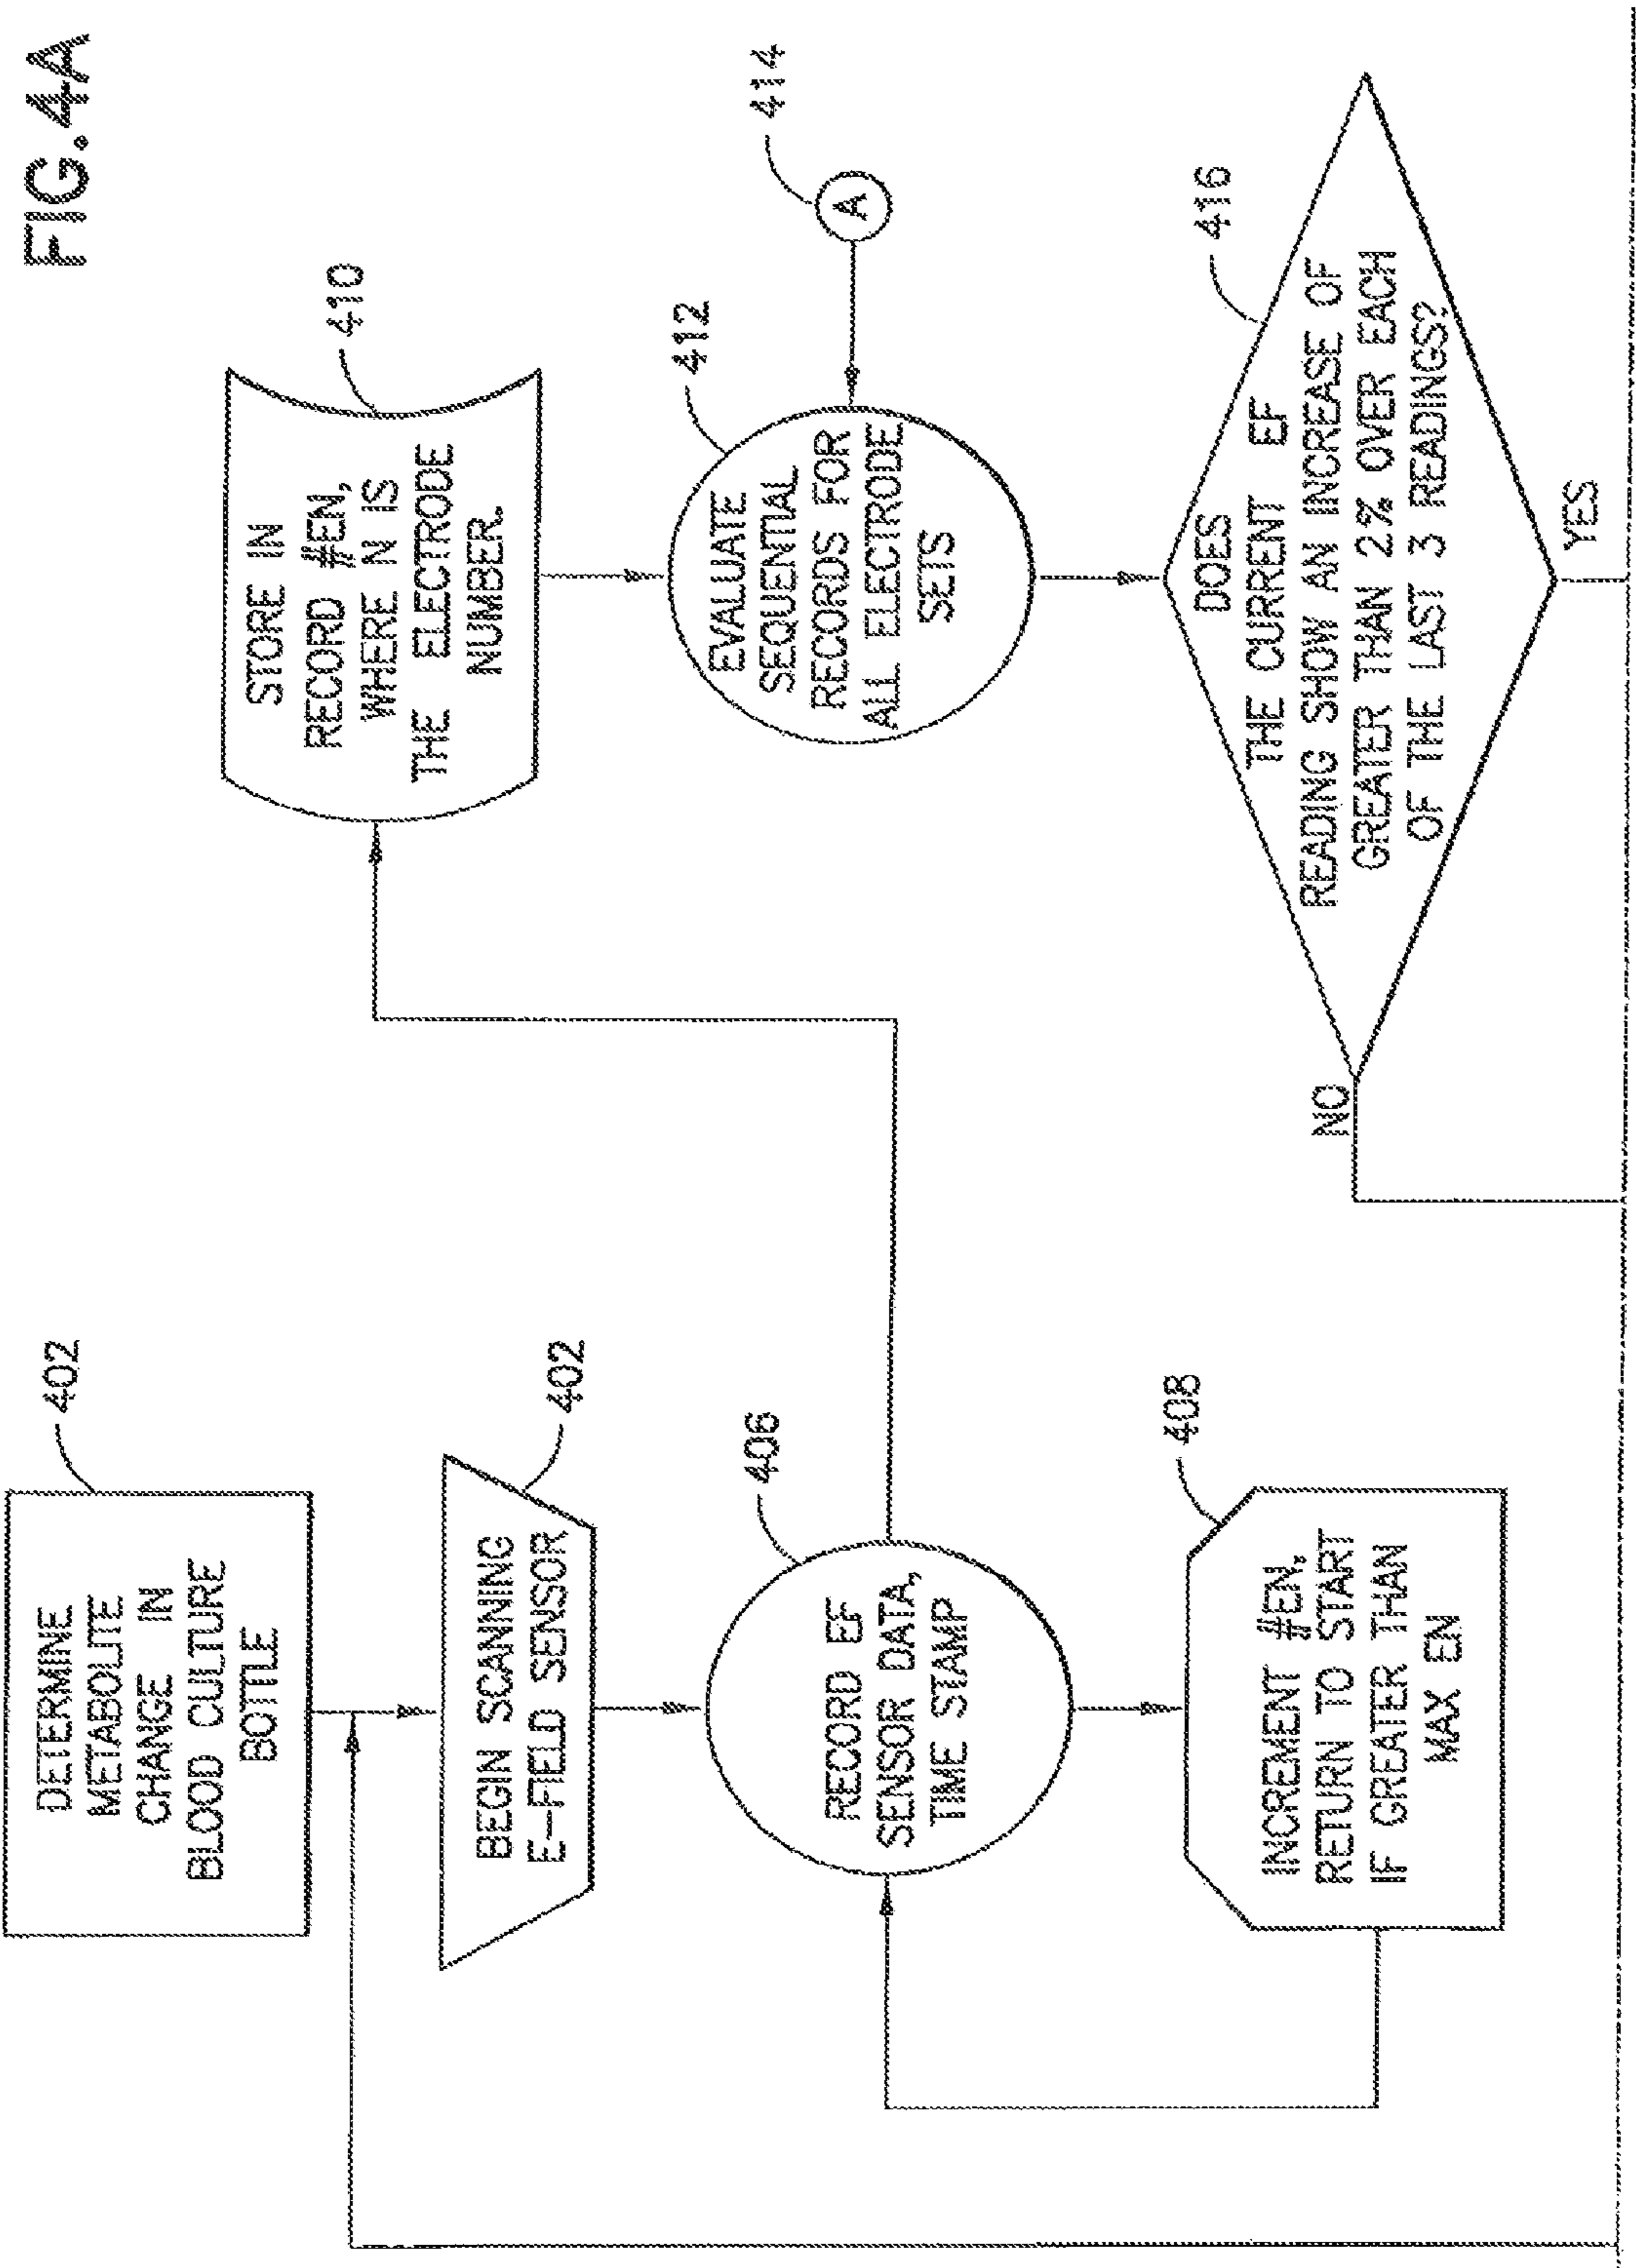 FIG.4A
402
DETERMINE
METABOLITE
CHANGE IN
BLOOD CULTURE
BOTTLE
402
BEGIN SCANNING
E-FIELD SENSOR
406
RECORD EF
SENSOR DATA,
TIME STAMP
408
INCREMENT #EN,
RETURN TO START
IF GREATER THAN
MAX EN
410
STORE IN
RECORD #EN,
WHERE N IS
THE ELECTRODE
NUMBER.
412
EVALUATE
SEQUENTIAL
RECORDS FOR
ALL ELECTRODE
SETS
414
A
416
DOES
THE CURRENT EF
READING SHOW AN INCREASE OF
GREATER THAN 2% OVER EACH
OF THE LAST 3 READINGS?
NO
YES